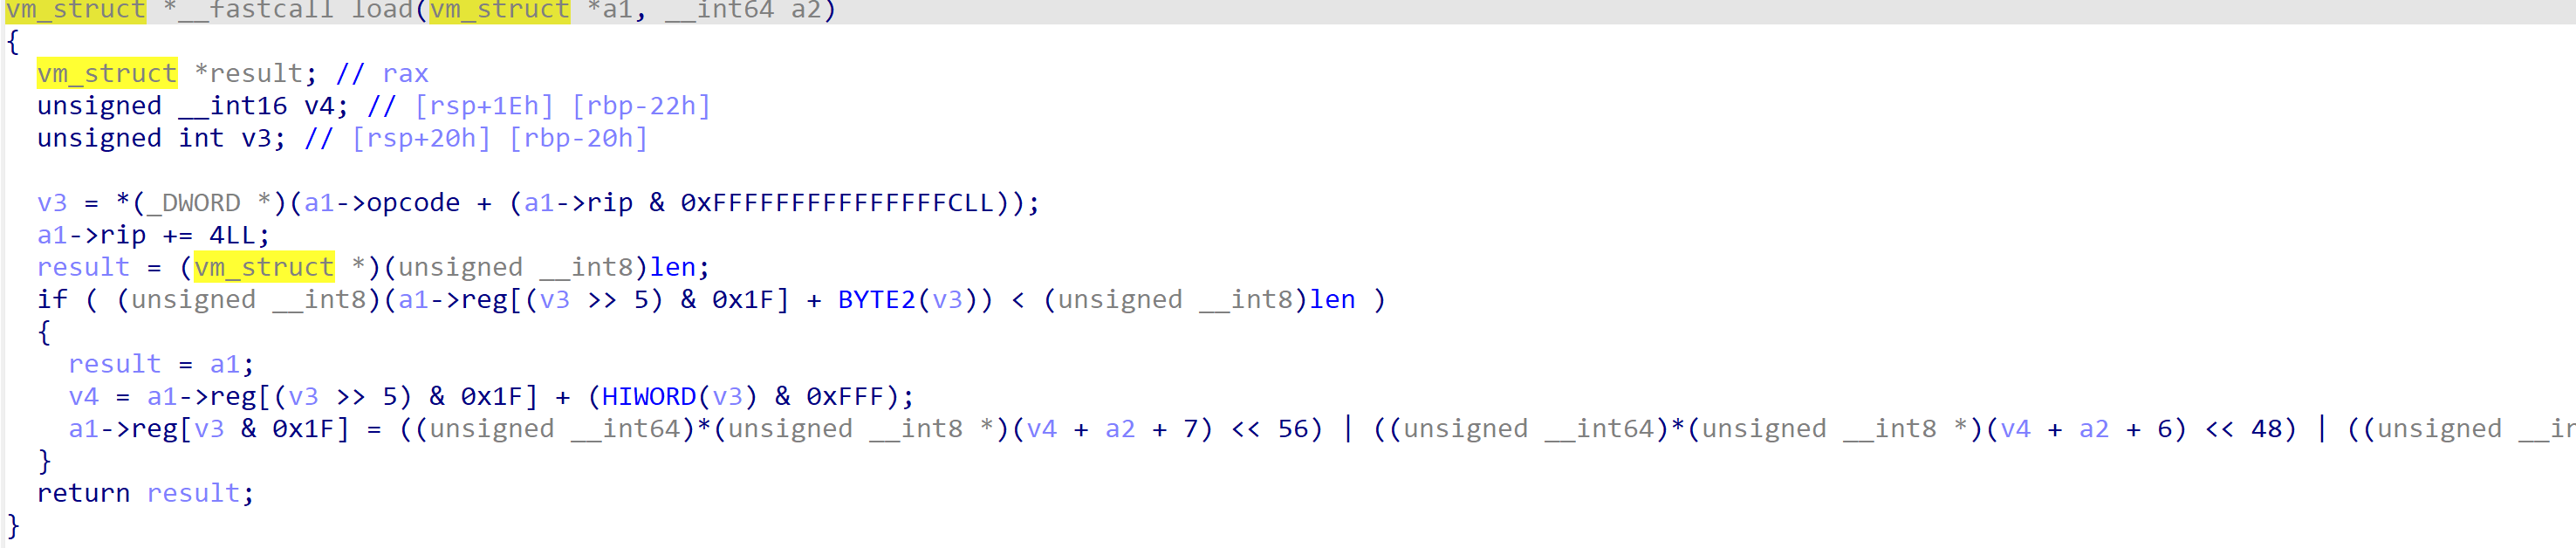 vm_struct *__fastcall load(vm_struct *a1, __int64 a2)
{
  vm_struct *result; // rax
  unsigned __int16 v4; // [rsp+1Eh] [rbp-22h]
  unsigned int v3; // [rsp+20h] [rbp-20h]

  v3 = *(_DWORD *)(a1->opcode + (a1->rip & 0xFFFFFFFFFFFFFFFCLL));
  a1->rip += 4LL;
  result = (vm_struct *)(unsigned __int8)len;
  if ( (unsigned __int8)(a1->reg[(v3 >> 5) & 0x1F] + BYTE2(v3)) < (unsigned __int8)len )
  {
    result = a1;
    v4 = a1->reg[(v3 >> 5) & 0x1F] + (HIWORD(v3) & 0xFFF);
    a1->reg[v3 & 0x1F] = ((unsigned __int64)*(unsigned __int8 *)(v4 + a2 + 7) << 56) | ((unsigned __int64)*(unsigned __int8 *)(v4 + a2 + 6) << 48) | ((unsigned __in
  }
  return result;
}